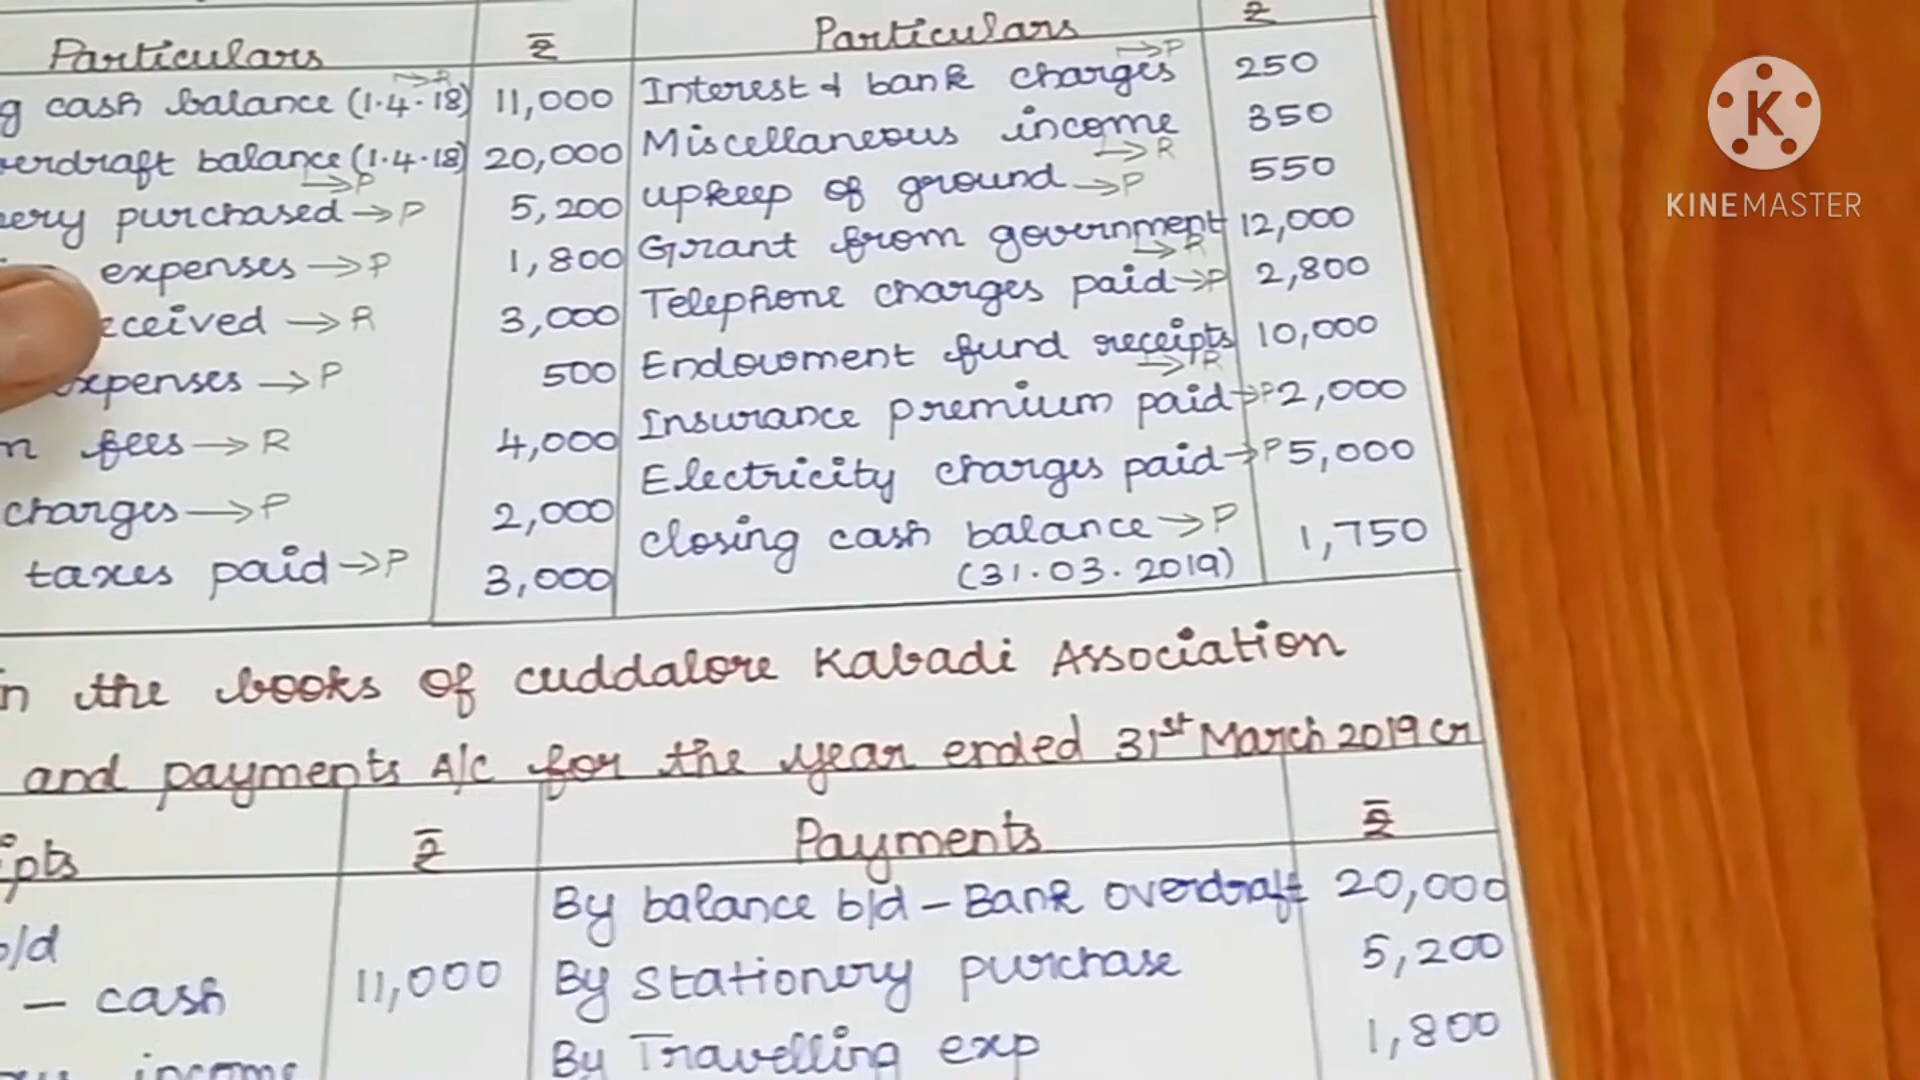 Particulars ₹ Particulars ₹
g cash balance (1.4.18) →R 11,000 Interest & bank charges →P 250
erdraft balance (1.4.18) →P 20,000 Miscellaneous income →R 350
ery purchased →P 5,200 upkeep of ground →P 550
expenses →P 1,800 Grant from government →R 12,000
eceived →R 3,000 Telephone charges paid →P 2,800
expenses →P 500 Endowment fund receipts →R 10,000
n fees →R 4,000 Insurance premium paid →P 2,000
charges →P 2,000 Electricity charges paid →P 5,000
taxes paid →P 3,000 closing cash balance →P 1,750
(31.03.2019)
n the books of cuddalore Kabadi Association
and payments A/c for the year ended 31st March 2019 Cr
ipts ₹ Payments ₹
b/d By balance b/d – Bank overdraft 20,000
– cash 11,000 By Stationery purchase 5,200
income By Travelling exp 1,800
K
KINEMASTER